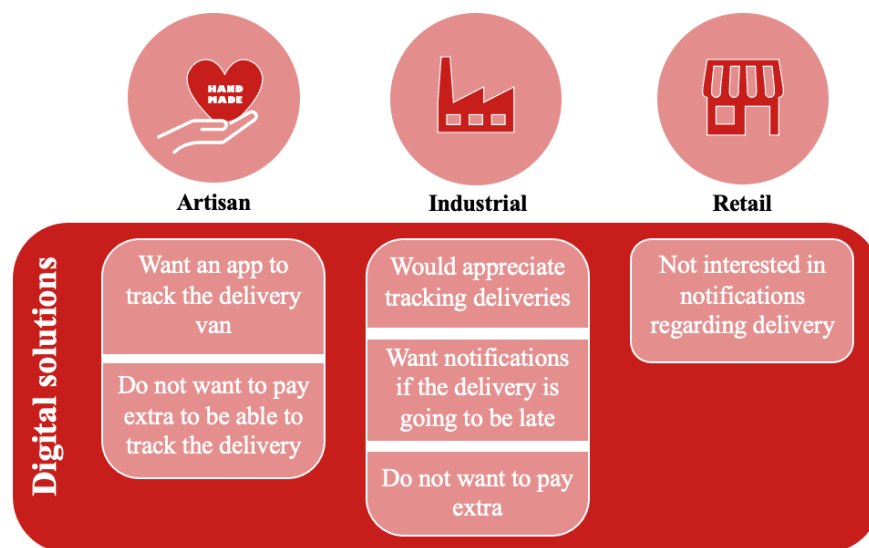 HAND
MADE
Artisan
Industrial
Retail
Digital solutions
Want an app to
track the delivery
van
Do not want to pay
extra to be able to
track the delivery
Would appreciate
tracking deliveries
Want notifications
if the delivery is
going to be late
Do not want to pay
extra
Not interested in
notifications
regarding delivery